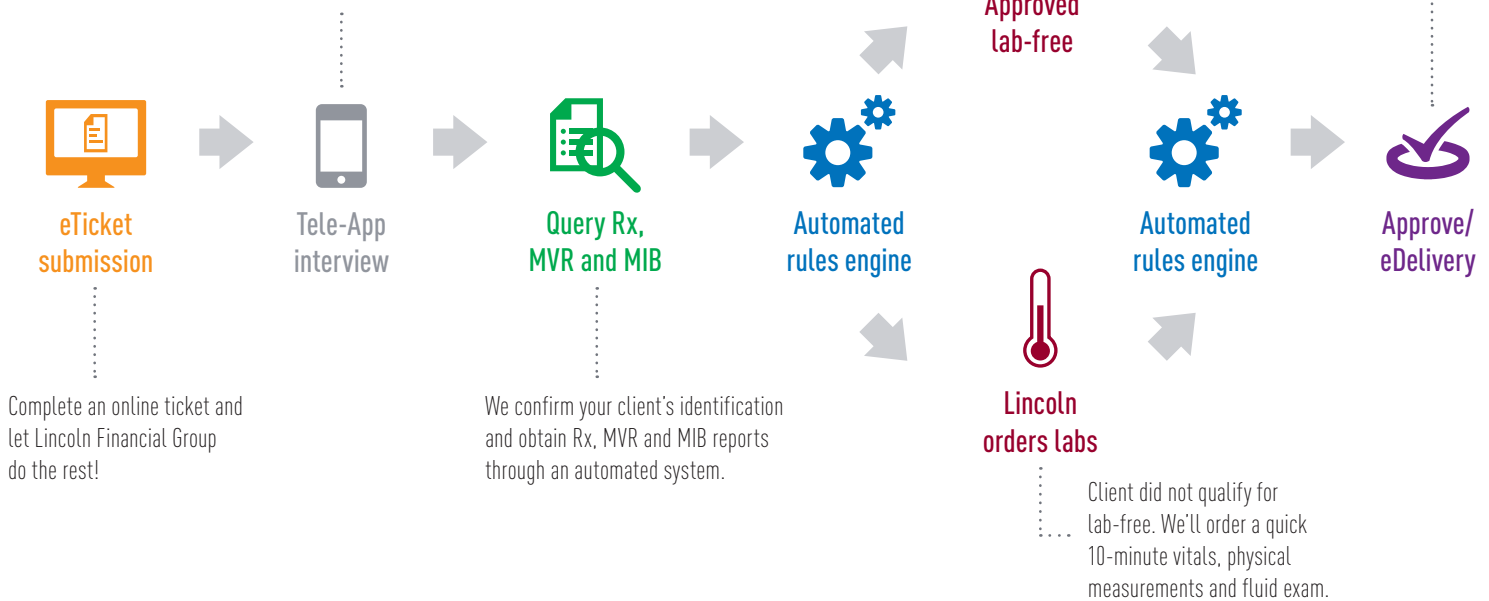 Approved
lab-free
eTicket
submission
Tele-App
interview
Query Rx,
MVR and MIB
Automated
rules engine
Automated
rules engine
Approve/
eDelivery
Complete an online ticket and
let Lincoln Financial Group
do the rest!
We confirm your client's identification
and obtain Rx, MVR and MIB reports
through an automated system.
Lincoln
orders labs
Client did not qualify for
lab-free. We'll order a quick
10-minute vitals, physical
measurements and fluid exam.